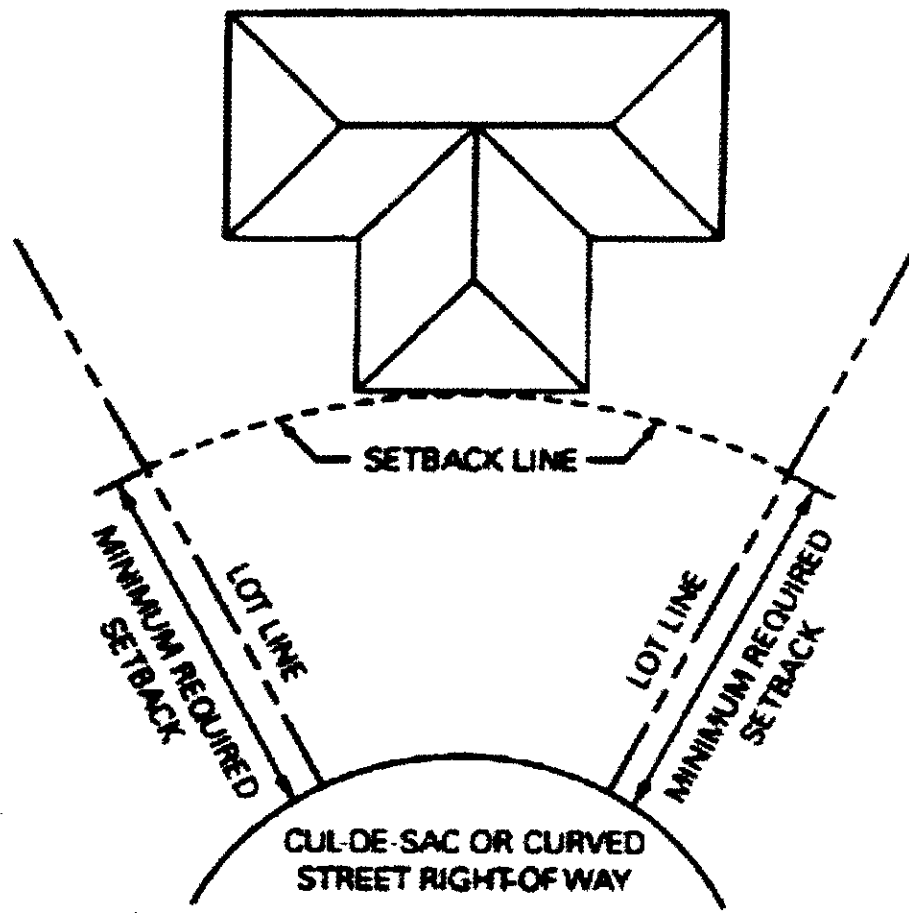 SETBACK LINE
MINIMUM REQUIRED
SETBACK
LOT LINE
LOT LINE
MINIMUM REQUIRED
SETBACK
CUL-DE-SAC OR CURVED
STREET RIGHT-OF WAY